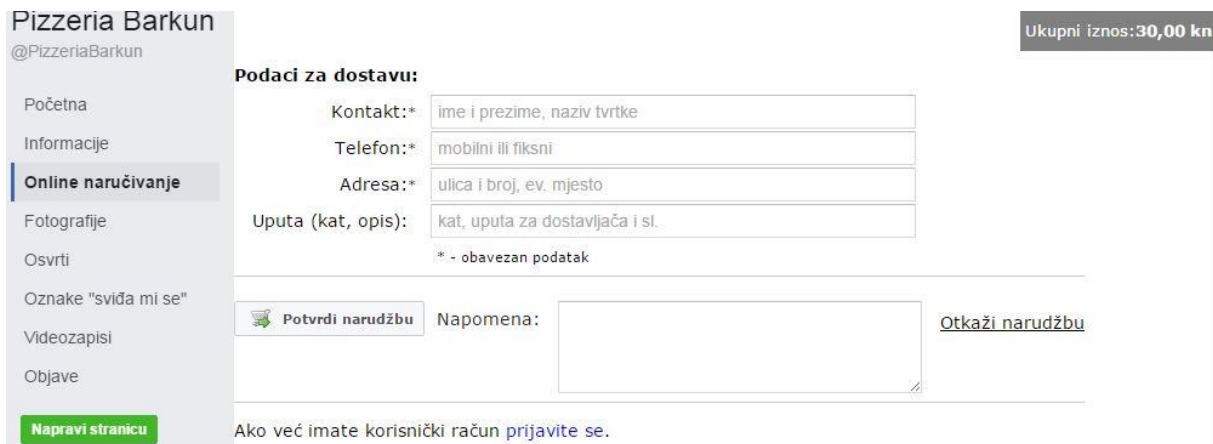 Pizzeria Barkun
@PizzeriaBarkun
Početna
Informacije
Online naručivanje
Fotografije
Osvrti
Oznake "sviđa mi se"
Videozapisi
Objave
Napravi stranicu
Ukupni iznos:30,00 kn
Podaci za dostavu:
Kontakt:* ime i prezime, naziv tvrtke
Telefon:* mobilni ili fiksni
Adresa:* ulica i broj, ev. mjesto
Uputa (kat, opis): kat, uputa za dostavljača i sl.
* - obavezan podatak
Potvrdi narudžbu Napomena: Otkaži narudžbu
Ako već imate korisnički račun prijavite se.